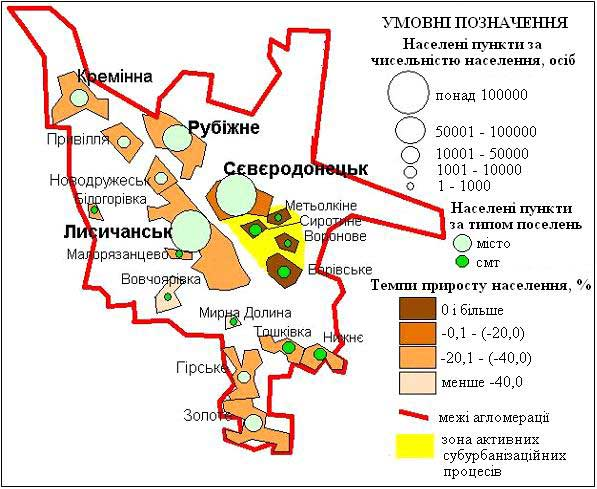 Кремінна
Рубіжне
Привілля
Сєвєродонецьк
Новодружеськ
Білогорівка
Метьолкіне
Сиротине
Лисичанськ
Воронове
Малорязанцево
Борівське
Вовчоярівка
Мирна Долина
Тошківка
Нижнє
Гірське
Золоте
УМОВНІ ПОЗНАЧЕННЯ
Населені пункти за
чисельністю населення, осіб
понад 100000
50001 - 100000
10001 - 50000
1001 - 10000
1 - 1000
Населені пункти
за типом поселень
місто
смт
Темпи приросту населення, %
0 і більше
-0,1 - (-20,0)
-20,1 - (-40,0)
менше -40,0
межі агломерації
зона активних
субурбанізаційних
процесів